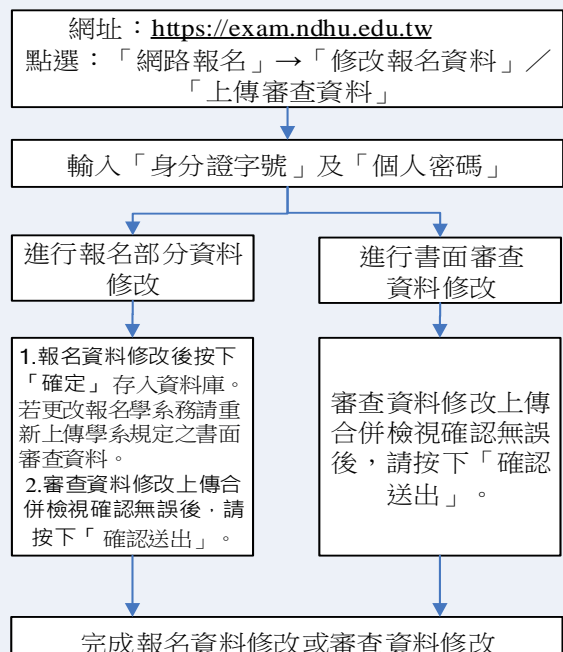 網址：https://exam.ndhu.edu.tw
點選：「網路報名」→「修改報名資料」／
「上傳審查資料」
輸入「身分證字號」及「個人密碼」
進行報名部分資料
修改
進行書面審查
資料修改
1.報名資料修改後按下
「確定」存入資料庫。
若更改報名學系務請重
新上傳學系規定之書面
審查資料。
2.審查資料修改上傳合
併檢視確認無誤後，請
按下「確認送出」。
審查資料修改上傳
合併檢視確認無誤
後，請按下「確認
送出」。
完成報名資料修改或審查資料修改